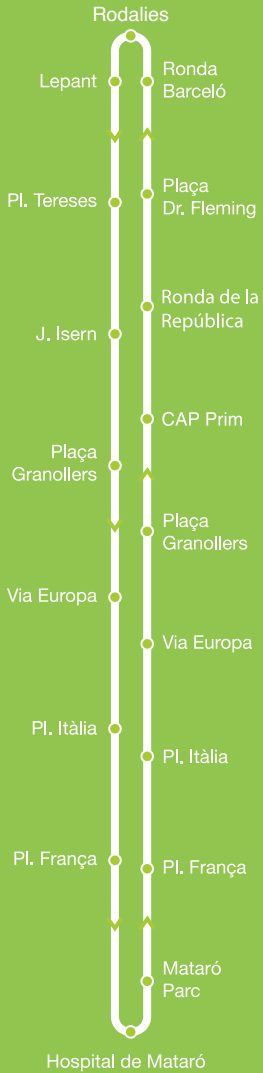 Rodalies
Lepant
Ronda
Barceló
Pl. Tereses
Plaça
Dr. Fleming
Ronda de la
República
J. Isern
CAP Prim
Plaça
Granollers
Plaça
Granollers
Via Europa
Via Europa
Pl. Itàlia
Pl. Itàlia
Pl. França
Pl. França
Mataró
Parc
Hospital de Mataró